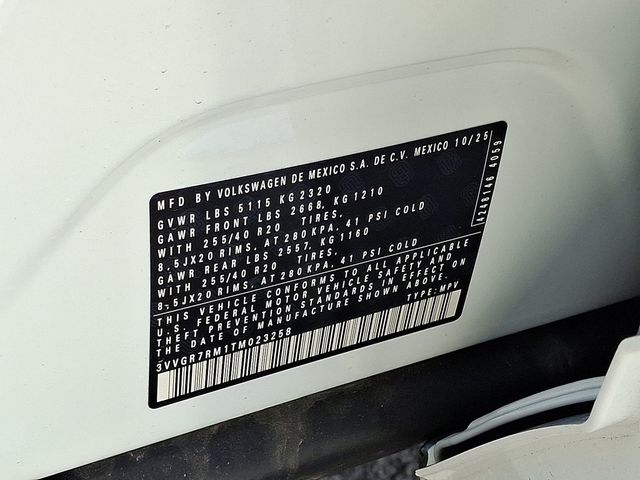 MFD BY VOLKSWAGEN DE MEXICO S.A. DE C.V. MEXICO 10/25
GVWR LBS 5115 KG 2320
GAWR FRONT LBS 2668, KG 1210
WITH 255/40 R20 TIRES,
8,5JX20 RIMS, AT 280KPA, 41 PSI COLD
GAWR REAR LBS 2557, KG 1160
WITH 255/40 R20 TIRES,
8,5JX20 RIMS, AT 280KPA, 41 PSI COLD
THIS VEHICLE CONFORMS TO ALL APPLICABLE
U.S. FEDERAL MOTOR VEHICLE SAFETY AND
THEFT PREVENTION STANDARDS IN EFFECT ON
THE DATE OF MANUFACTURE SHOWN ABOVE.
3VVGR7RM1TM023258 TYPE: MPV
4059